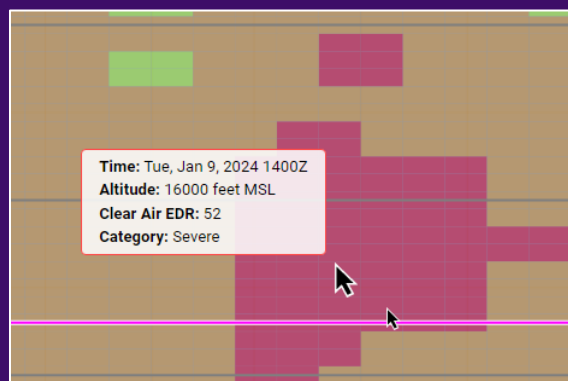 Time: Tue, Jan 9, 2024 1400Z
Altitude: 16000 feet MSL
Clear Air EDR: 52
Category: Severe